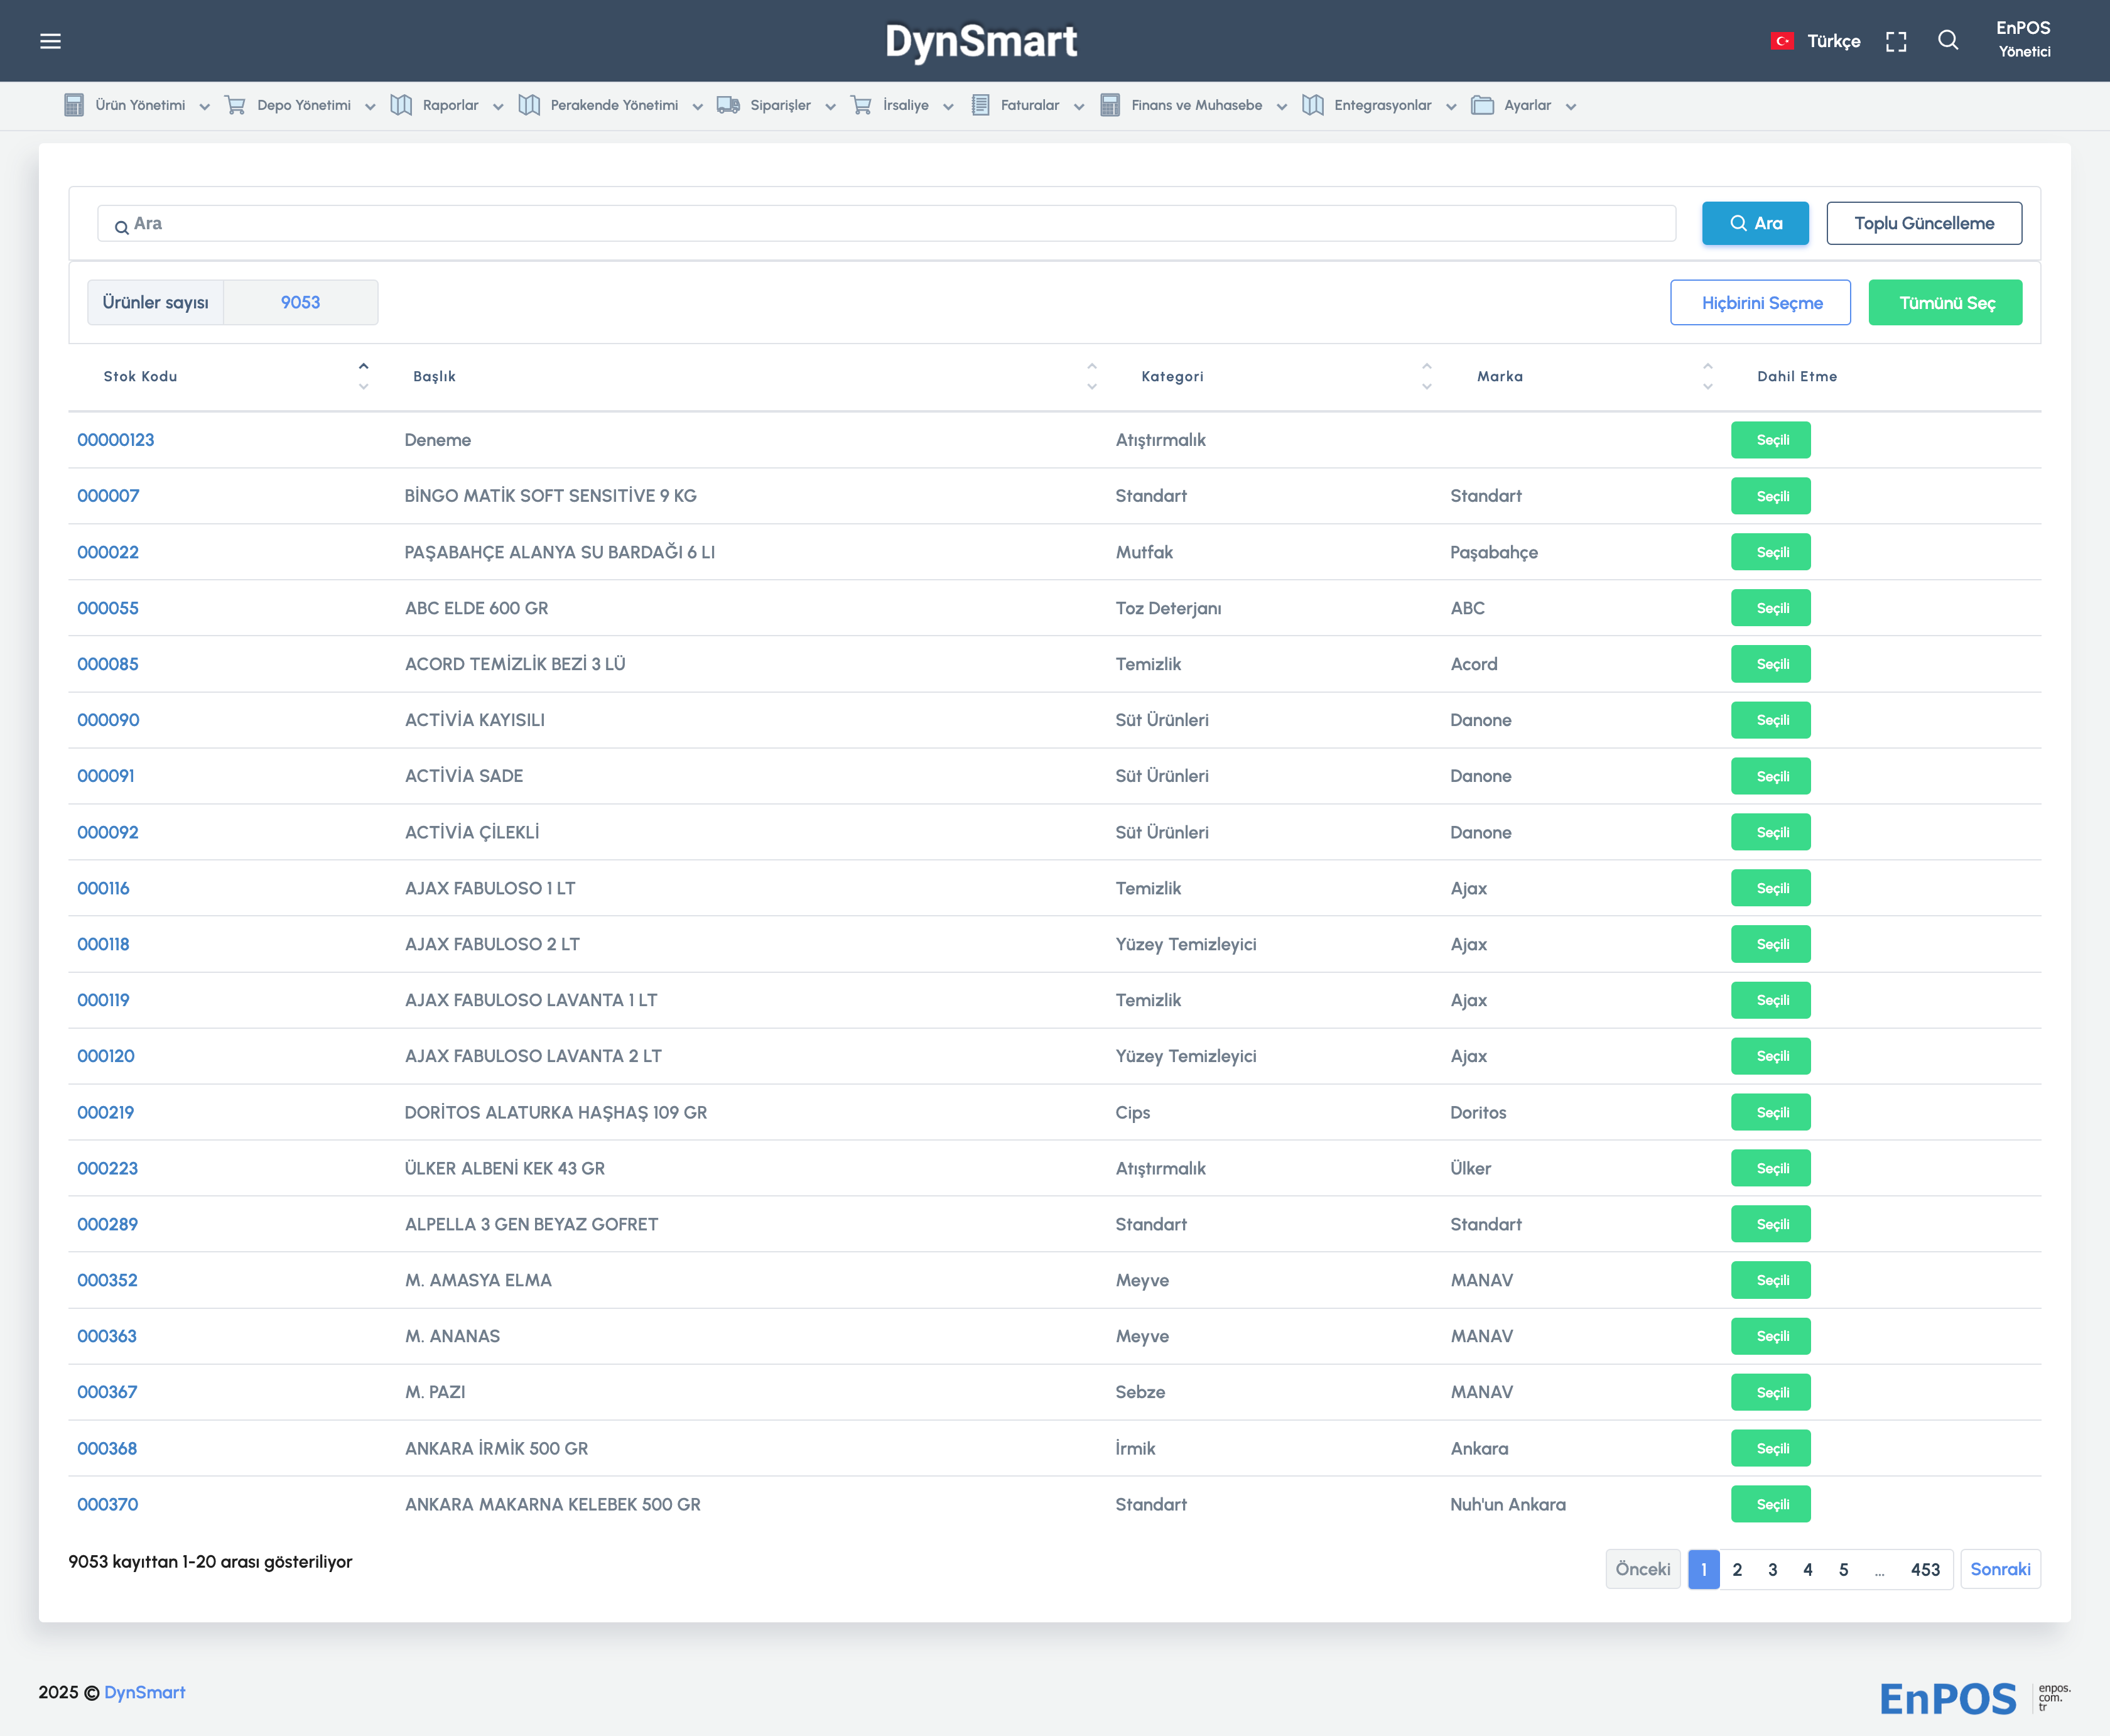 DynSmart
Türkçe
EnPOS
Yönetici
Ürün Yönetimi Depo Yönetimi Raporlar Perakende Yönetimi Siparişler İrsaliye Faturalar Finans ve Muhasebe Entegrasyonlar Ayarlar
Ara Ara Toplu Güncelleme
Ürünler sayısı 9053 Hiçbirini Seçme Tümünü Seç
Stok Kodu Başlık Kategori Marka Dahil Etme
00000123 Deneme Atıştırmalık Seçili
000007 BİNGO MATİK SOFT SENSITİVE 9 KG Standart Standart Seçili
000022 PAŞABAHÇE ALANYA SU BARDAĞI 6 LI Mutfak Paşabahçe Seçili
000055 ABC ELDE 600 GR Toz Deterjanı ABC Seçili
000085 ACORD TEMİZLİK BEZİ 3 LÜ Temizlik Acord Seçili
000090 ACTİVİA KAYISILI Süt Ürünleri Danone Seçili
000091 ACTİVİA SADE Süt Ürünleri Danone Seçili
000092 ACTİVİA ÇİLEKLİ Süt Ürünleri Danone Seçili
000116 AJAX FABULOSO 1 LT Temizlik Ajax Seçili
000118 AJAX FABULOSO 2 LT Yüzey Temizleyici Ajax Seçili
000119 AJAX FABULOSO LAVANTA 1 LT Temizlik Ajax Seçili
000120 AJAX FABULOSO LAVANTA 2 LT Yüzey Temizleyici Ajax Seçili
000219 DORİTOS ALATURKA HAŞHAŞ 109 GR Cips Doritos Seçili
000223 ÜLKER ALBENİ KEK 43 GR Atıştırmalık Ülker Seçili
000289 ALPELLA 3 GEN BEYAZ GOFRET Standart Standart Seçili
000352 M. AMASYA ELMA Meyve MANAV Seçili
000363 M. ANANAS Meyve MANAV Seçili
000367 M. PAZI Sebze MANAV Seçili
000368 ANKARA İRMİK 500 GR İrmik Ankara Seçili
000370 ANKARA MAKARNA KELEBEK 500 GR Standart Nuh'un Ankara Seçili
9053 kayıttan 1-20 arası gösteriliyor Önceki 1 2 3 4 5 ... 453 Sonraki
2025 © DynSmart
EnPOS
enpos.
com.
tr